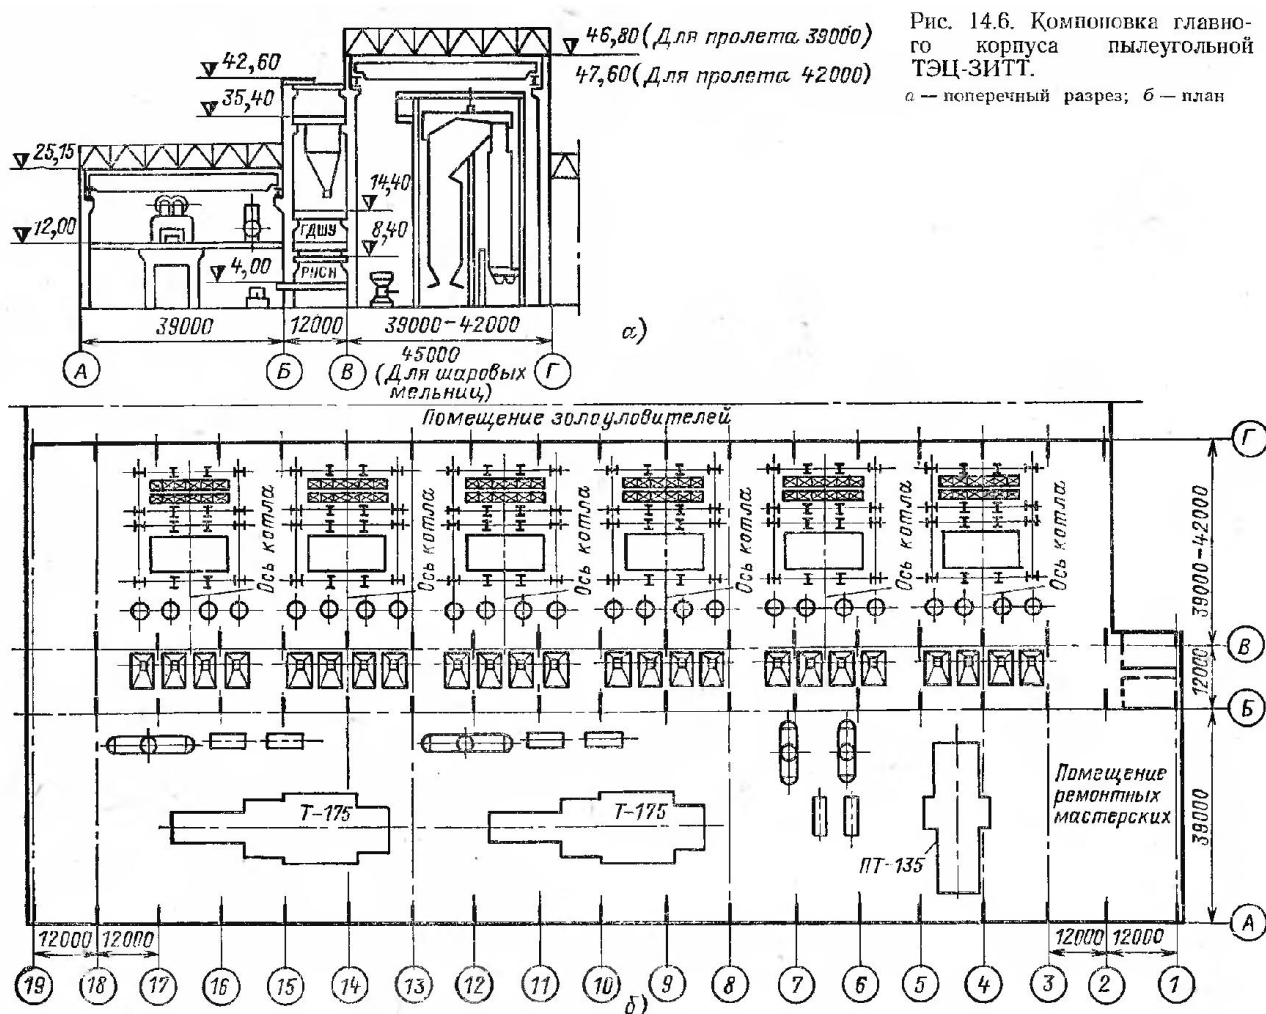 Рис. 14.6. Компоновка главно-
го корпуса пылеугольной
ТЭЦ-ЗИТТ.
а — поперечный разрез; б — план
46,80 (Для пролета 39000)
47,60 (Для пролета 42000)
42,60
35,40
25,15
14,40
12,00
ГДЩУ
8,40
4,00
РУСН
39000
12000
39000-42000
45000
(Для шаровых
мельниц)
а)
А
Б
В
Г
Помещение золоуловителей
Г
Ось котла
Ось котла
Ось котла
Ось котла
Ось котла
Ось котла
39000-42000
В
12000
Б
Т-175
Т-175
ПТ-135
Помещение
ремонтных
мастерских
39000
А
12000
12000
12000
12000
19
18
17
16
15
14
13
12
11
10
9
8
7
6
5
4
3
2
1
б)